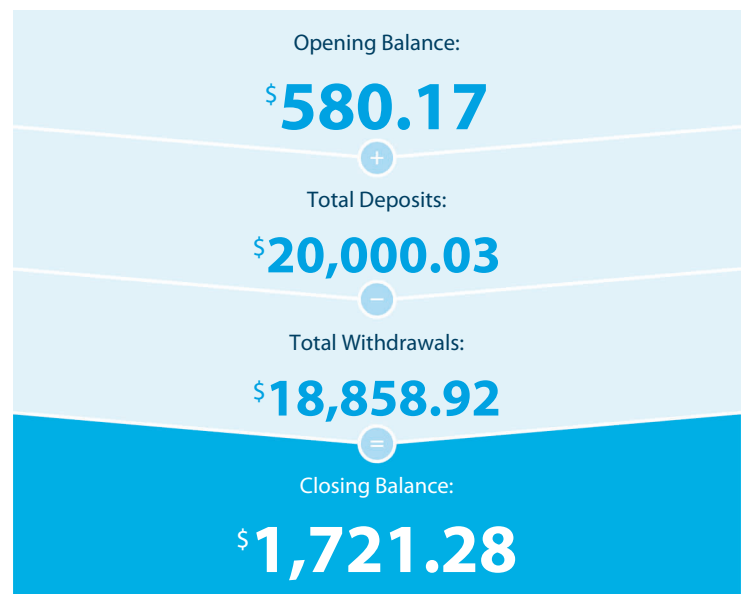 Opening Balance:
$580.17
+
Total Deposits:
$20,000.03
−
Total Withdrawals:
$18,858.92
=
Closing Balance:
$1,721.28